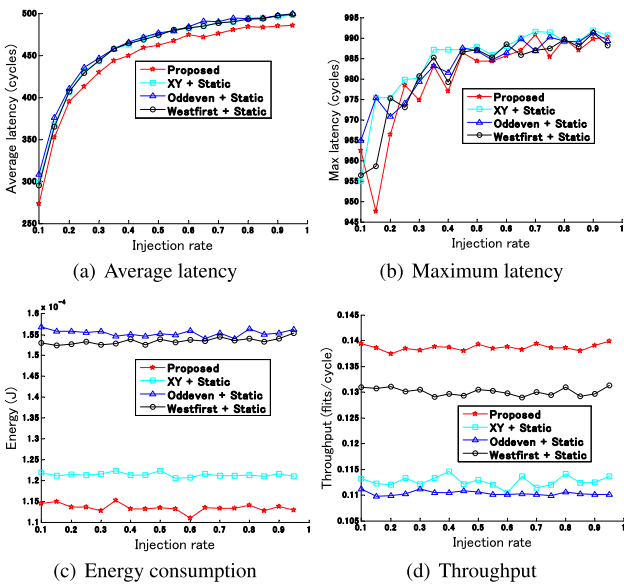 500
450
400
350
300
250
0.1 0.2 0.3 0.4 0.5 0.6 0.7 0.8 0.9 1
Average latency (cycles)
Injection rate
Proposed
XY + Static
Oddeven + Static
Westfirst + Static
(a) Average latency
995
990
985
980
975
970
965
960
955
950
945
0.1 0.2 0.3 0.4 0.5 0.6 0.7 0.8 0.9 1
Max latency (cycles)
Injection rate
Proposed
XY + Static
Oddeven + Static
Westfirst + Static
(b) Maximum latency
x 10⁻⁴
1.6
1.55
1.5
1.45
1.4
1.35
1.3
1.25
1.2
1.15
1.1
0.1 0.2 0.3 0.4 0.5 0.6 0.7 0.8 0.9 1
Energy (J)
Injection rate
Proposed
XY + Static
Oddeven + Static
Westfirst + Static
(c) Energy consumption
0.145
0.14
0.135
0.13
0.125
0.12
0.115
0.11
0.105
0.1 0.2 0.3 0.4 0.5 0.6 0.7 0.8 0.9 1
Throughput (flits/cycle)
Injection rate
Proposed
XY + Static
Oddeven + Static
Westfirst + Static
(d) Throughput